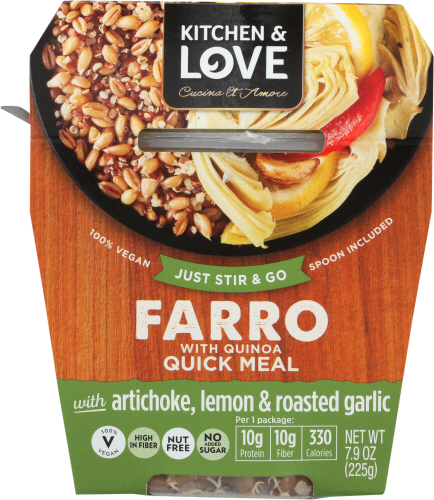 KITCHEN &
LOVE
Cucina Et Amore
100% VEGAN
SPOON INCLUDED
JUST STIR & GO
FARRO
WITH QUINOA
QUICK MEAL
with artichoke, lemon & roasted garlic
Per 1 package:
100%
V
VEGAN
HIGH
IN FIBER
NUT
FREE
NO
ADDED
SUGAR
10g
Protein
10g
Fiber
330
Calories
NET WT
7.9 OZ
(225g)